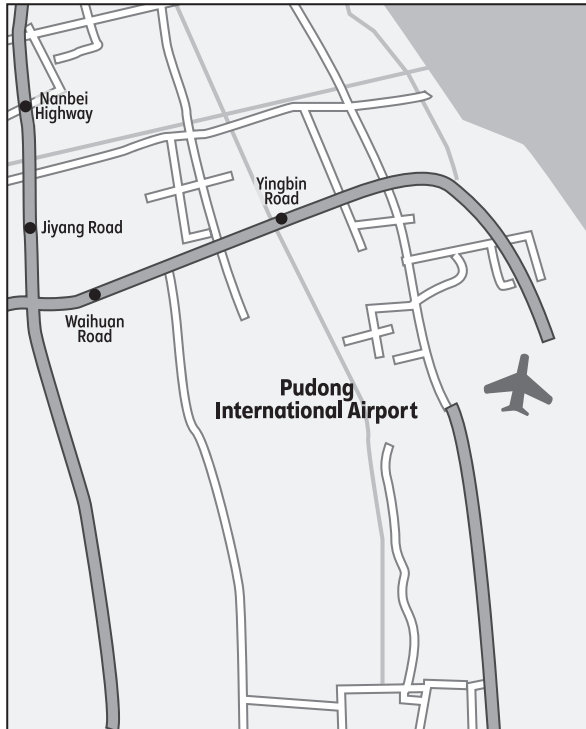 Nanbei
Highway
Yingbin
Road
Jiyang Road
Waihuan
Road
Pudong
International Airport